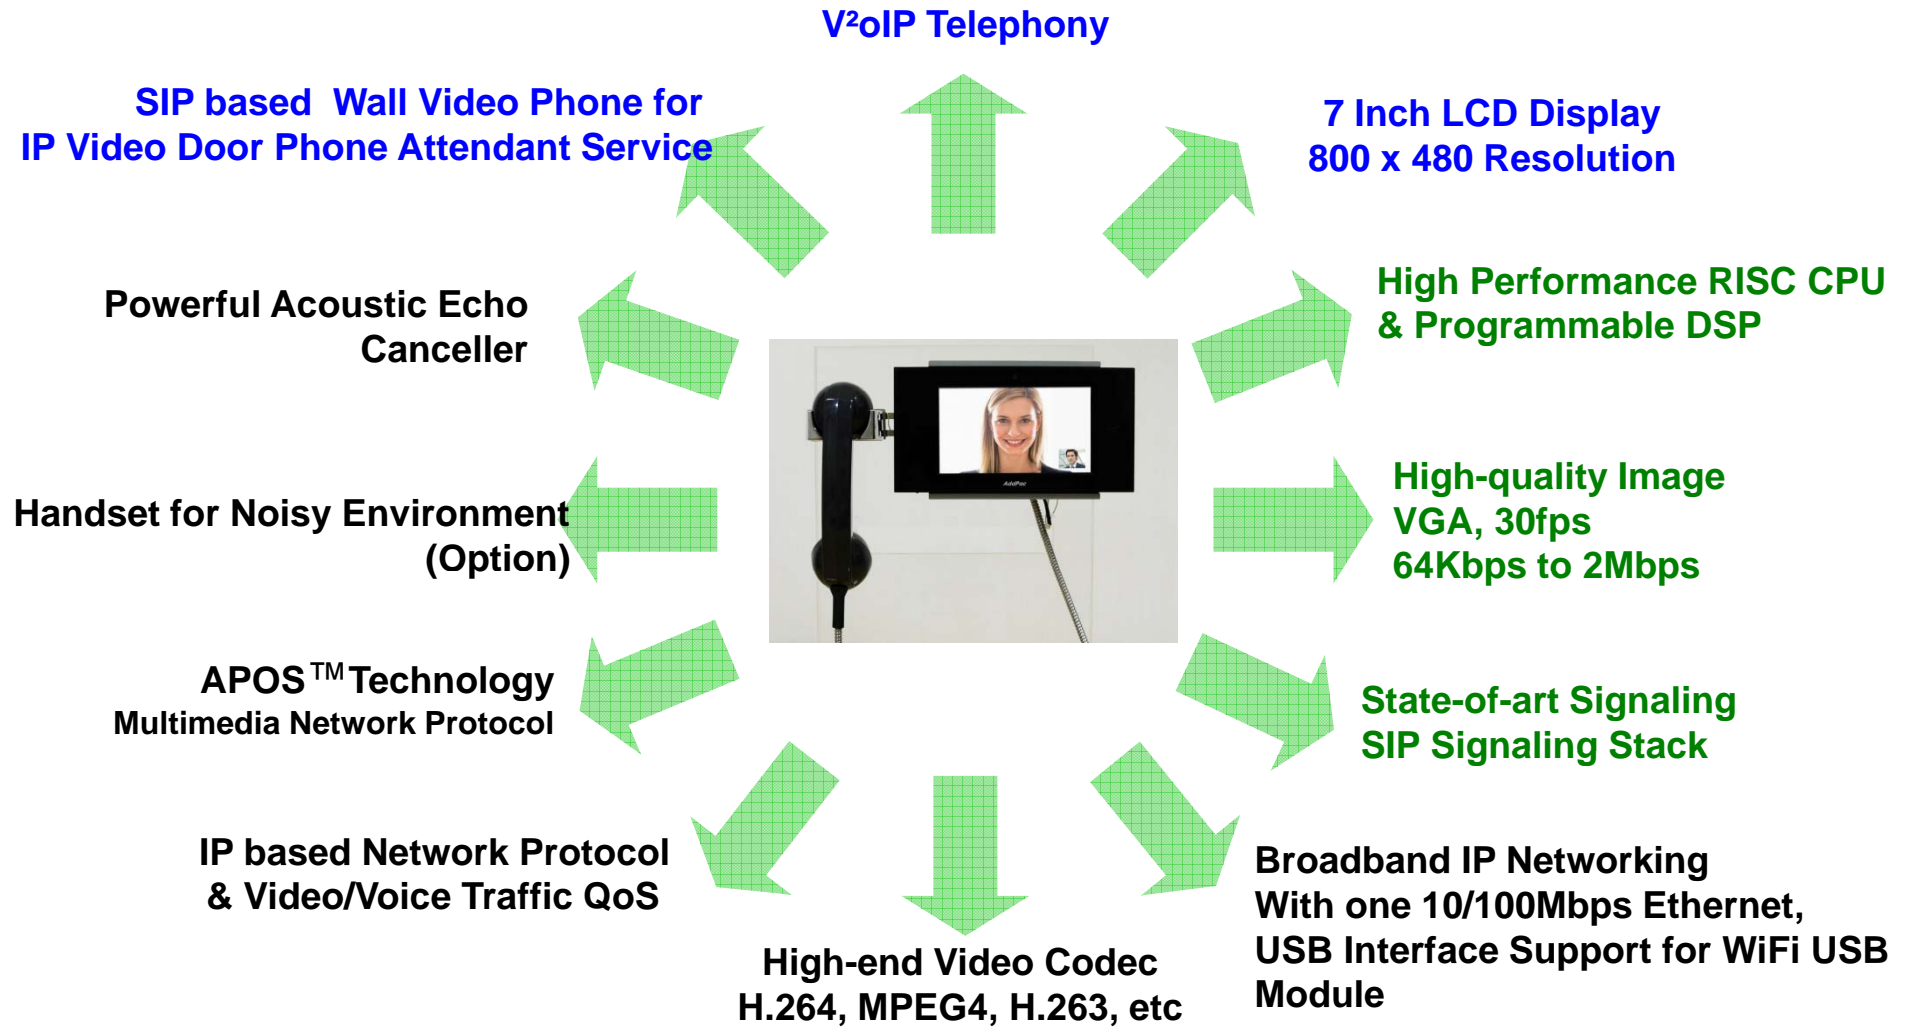 V²oIP Telephony
SIP based Wall Video Phone for
IP Video Door Phone Attendant Service
7 Inch LCD Display
800 x 480 Resolution
Powerful Acoustic Echo
Canceller
High Performance RISC CPU
& Programmable DSP
AddPac
Handset for Noisy Environment
(Option)
High-quality Image
VGA, 30fps
64Kbps to 2Mbps
APOS™Technology
Multimedia Network Protocol
State-of-art Signaling
SIP Signaling Stack
IP based Network Protocol
& Video/Voice Traffic QoS
High-end Video Codec
H.264, MPEG4, H.263, etc
Broadband IP Networking
With one 10/100Mbps Ethernet,
USB Interface Support for WiFi USB
Module